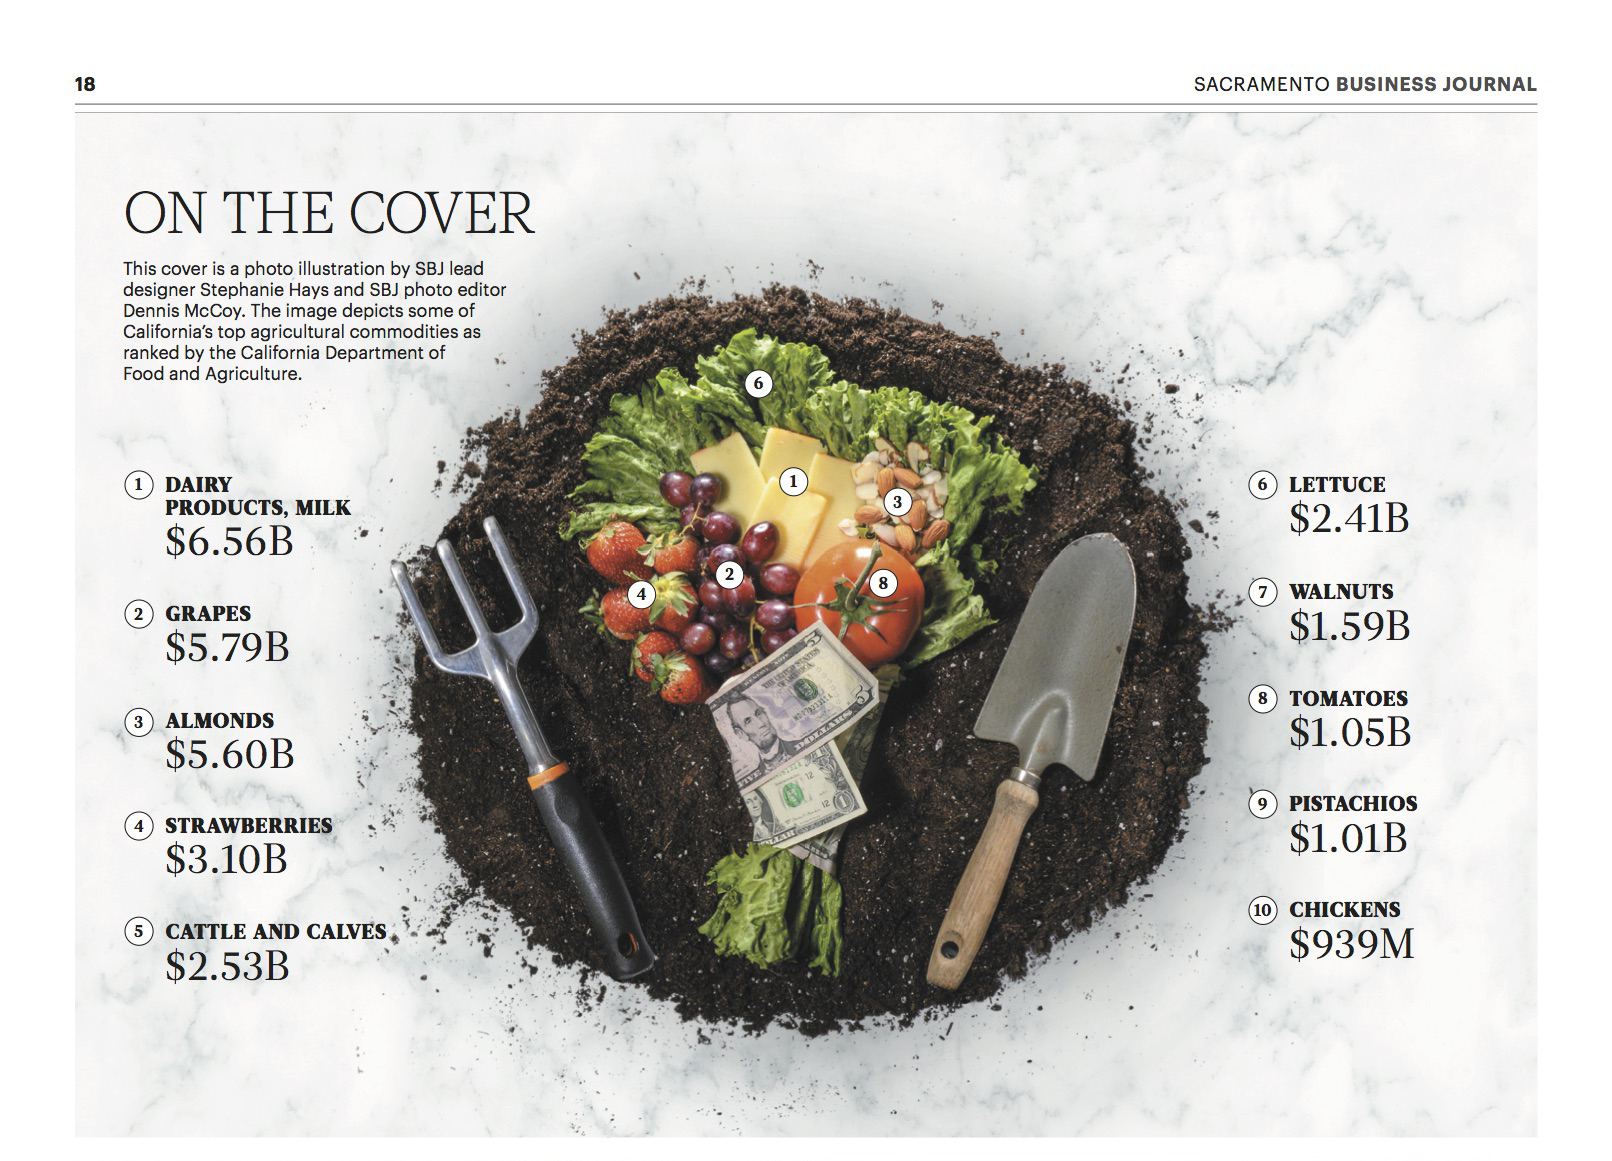 18
SACRAMENTO BUSINESS JOURNAL
ON THE COVER
This cover is a photo illustration by SBJ lead
designer Stephanie Hays and SBJ photo editor
Dennis McCoy. The image depicts some of
California's top agricultural commodities as
ranked by the California Department of
Food and Agriculture.
1 DAIRY
PRODUCTS, MILK
$6.56B
2 GRAPES
$5.79B
3 ALMONDS
$5.60B
4 STRAWBERRIES
$3.10B
5 CATTLE AND CALVES
$2.53B
6
1
3
2
8
4
5
6 LETTUCE
$2.41B
7 WALNUTS
$1.59B
8 TOMATOES
$1.05B
9 PISTACHIOS
$1.01B
10 CHICKENS
$939M